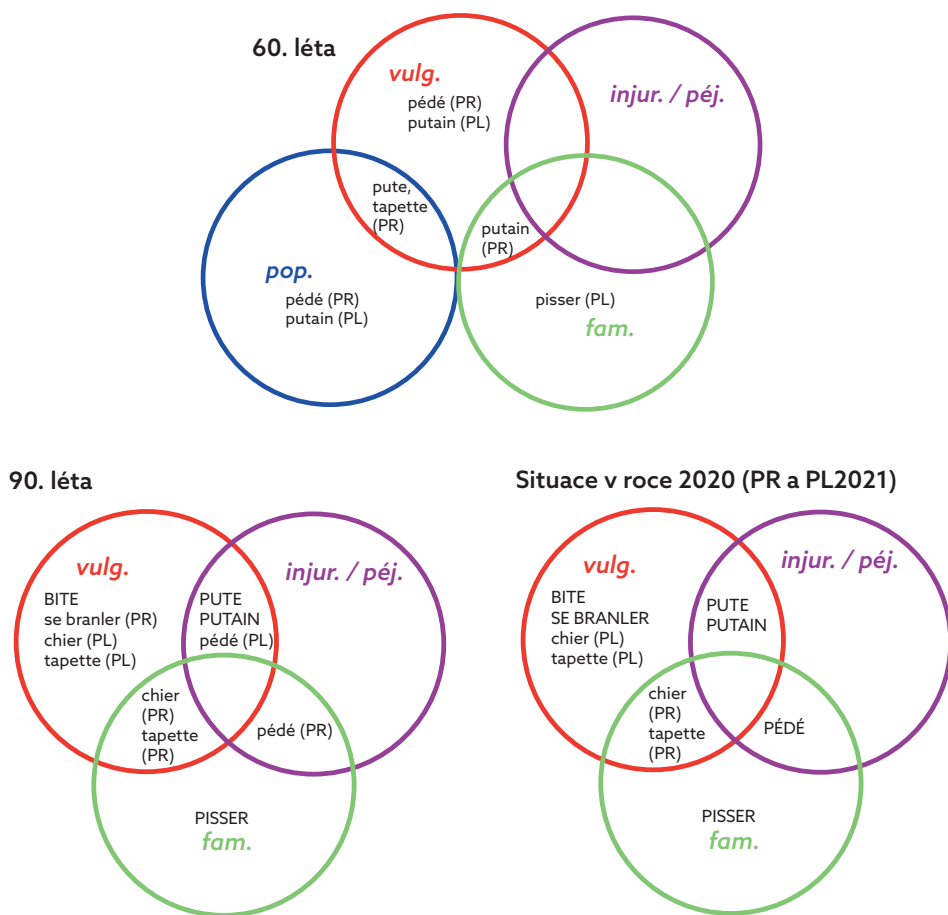 60. léta
vulg.
injur. / péj.
pédé (PR)
putain (PL)
pute,
tapette
(PR)
putain
(PR)
pop.
pédé (PR)
putain (PL)
pisser (PL)
fam.
90. léta
vulg.
injur. / péj.
BITE
se branler (PR)
chier (PL)
tapette (PL)
PUTE
PUTAIN
pédé (PL)
chier
(PR)
tapette
(PR)
pédé (PR)
PISSER
fam.
Situace v roce 2020 (PR a PL2021)
vulg.
injur. / péj.
BITE
SE BRANLER
chier (PL)
tapette (PL)
PUTE
PUTAIN
chier
(PR)
tapette
(PR)
PÉDÉ
PISSER
fam.